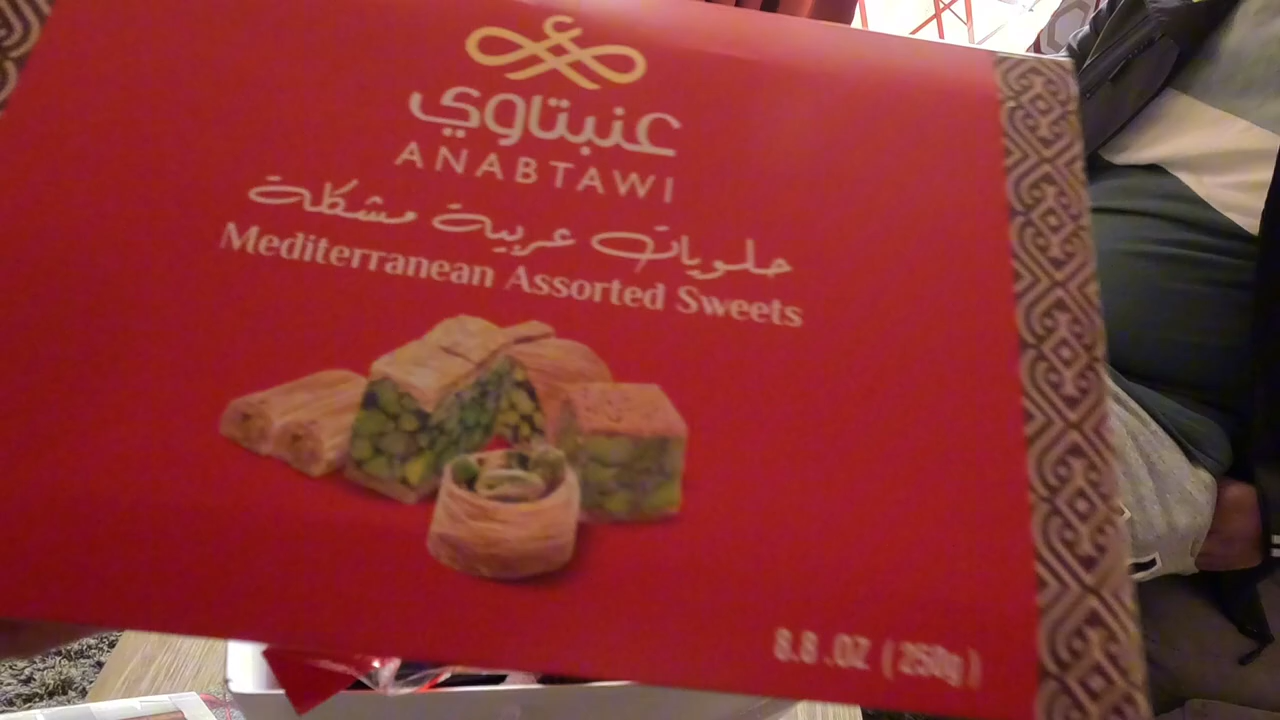 عنبتاوي
ANABTAWI
حلويات عربية مشكلة
Mediterranean Assorted Sweets
8.8 .OZ (250g)